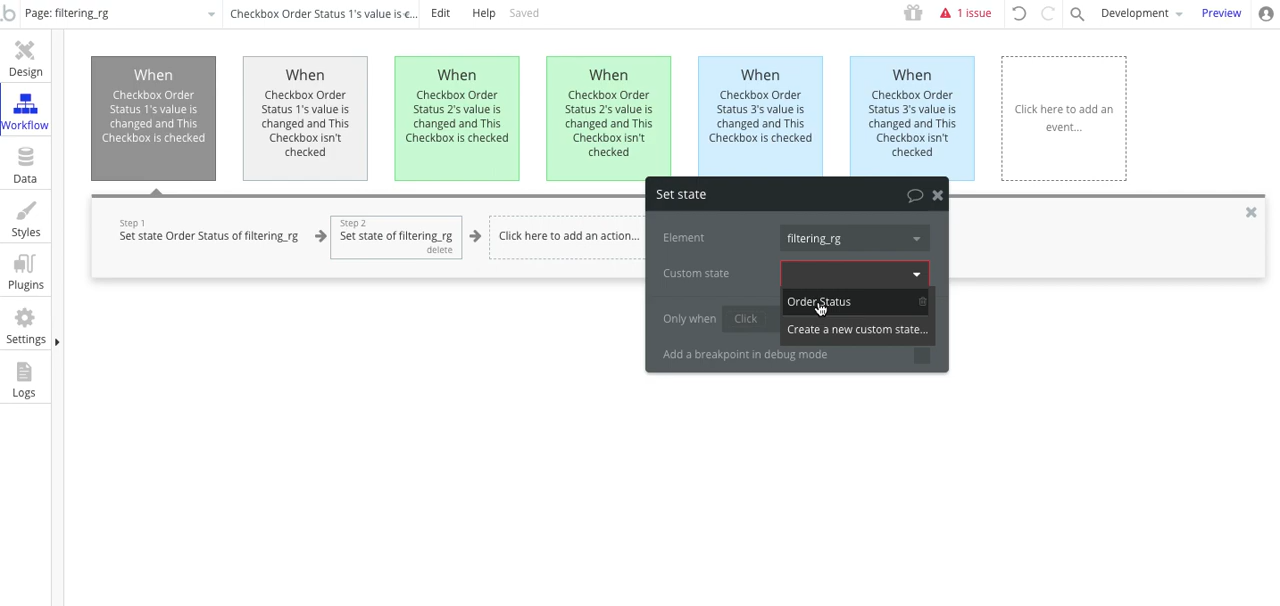 Page: filtering_rg
Checkbox Order Status 1's value is c...
Edit
Help
Saved
1 issue
Development
Preview
Design
Workflow
Data
Styles
Plugins
Settings
Logs
When
Checkbox Order
Status 1's value is
changed and This
Checkbox is checked
When
Checkbox Order
Status 1's value is
changed and This
Checkbox isn't
checked
When
Checkbox Order
Status 2's value is
changed and This
Checkbox is checked
When
Checkbox Order
Status 2's value is
changed and This
Checkbox isn't
checked
When
Checkbox Order
Status 3's value is
changed and This
Checkbox is checked
When
Checkbox Order
Status 3's value is
changed and This
Checkbox isn't
checked
Click here to add an
event...
Step 1
Set state Order Status of filtering_rg
Step 2
Set state of filtering_rg
delete
Click here to add an action...
Set state
Element
filtering_rg
Custom state
Order Status
Create a new custom state...
Only when
Click
Add a breakpoint in debug mode